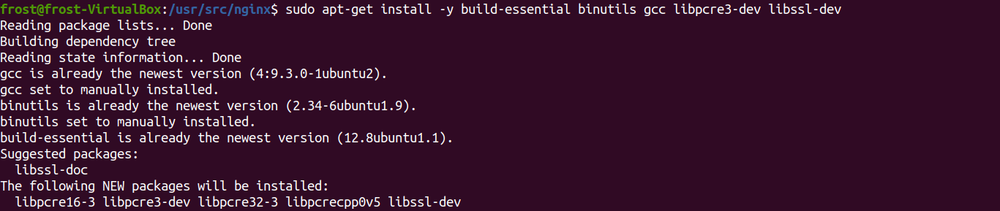 frost@frost-VirtualBox:/usr/src/nginx$ sudo apt-get install -y build-essential binutils gcc libpcre3-dev libssl-dev
Reading package lists... Done
Building dependency tree
Reading state information... Done
gcc is already the newest version (4:9.3.0-1ubuntu2).
gcc set to manually installed.
binutils is already the newest version (2.34-6ubuntu1.9).
binutils set to manually installed.
build-essential is already the newest version (12.8ubuntu1.1).
Suggested packages:
  libssl-doc
The following NEW packages will be installed:
  libpcre16-3 libpcre3-dev libpcre32-3 libpcrecpp0v5 libssl-dev